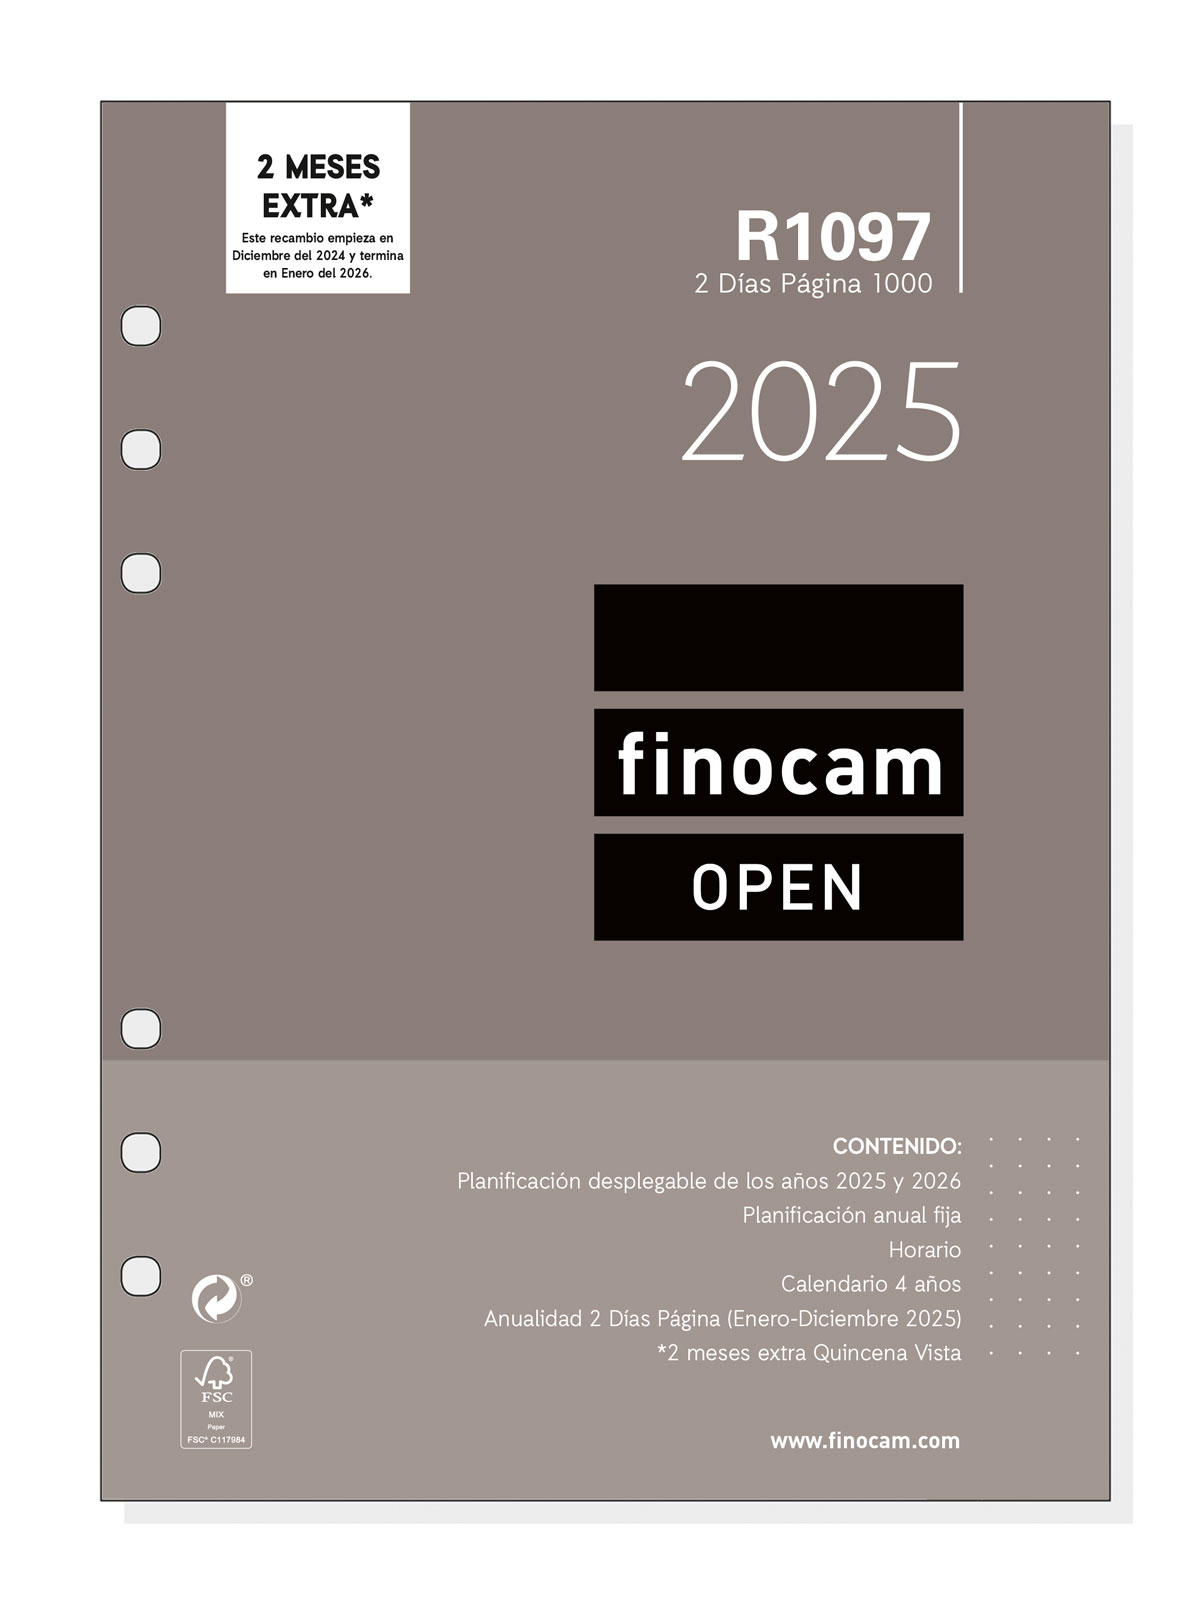 2 MESES
EXTRA*
Este recambio empieza en
Diciembre del 2024 y termina
en Enero del 2026.
R1097
2 Días Página 1000
2025
finocam
OPEN
CONTENIDO:
Planificación desplegable de los años 2025 y 2026
Planificación anual fija
Horario
Calendario 4 años
Anualidad 2 Días Página (Enero-Diciembre 2025)
*2 meses extra Quincena Vista
®
®
FSC
MIX
Paper
FSC® C117984
www.finocam.com